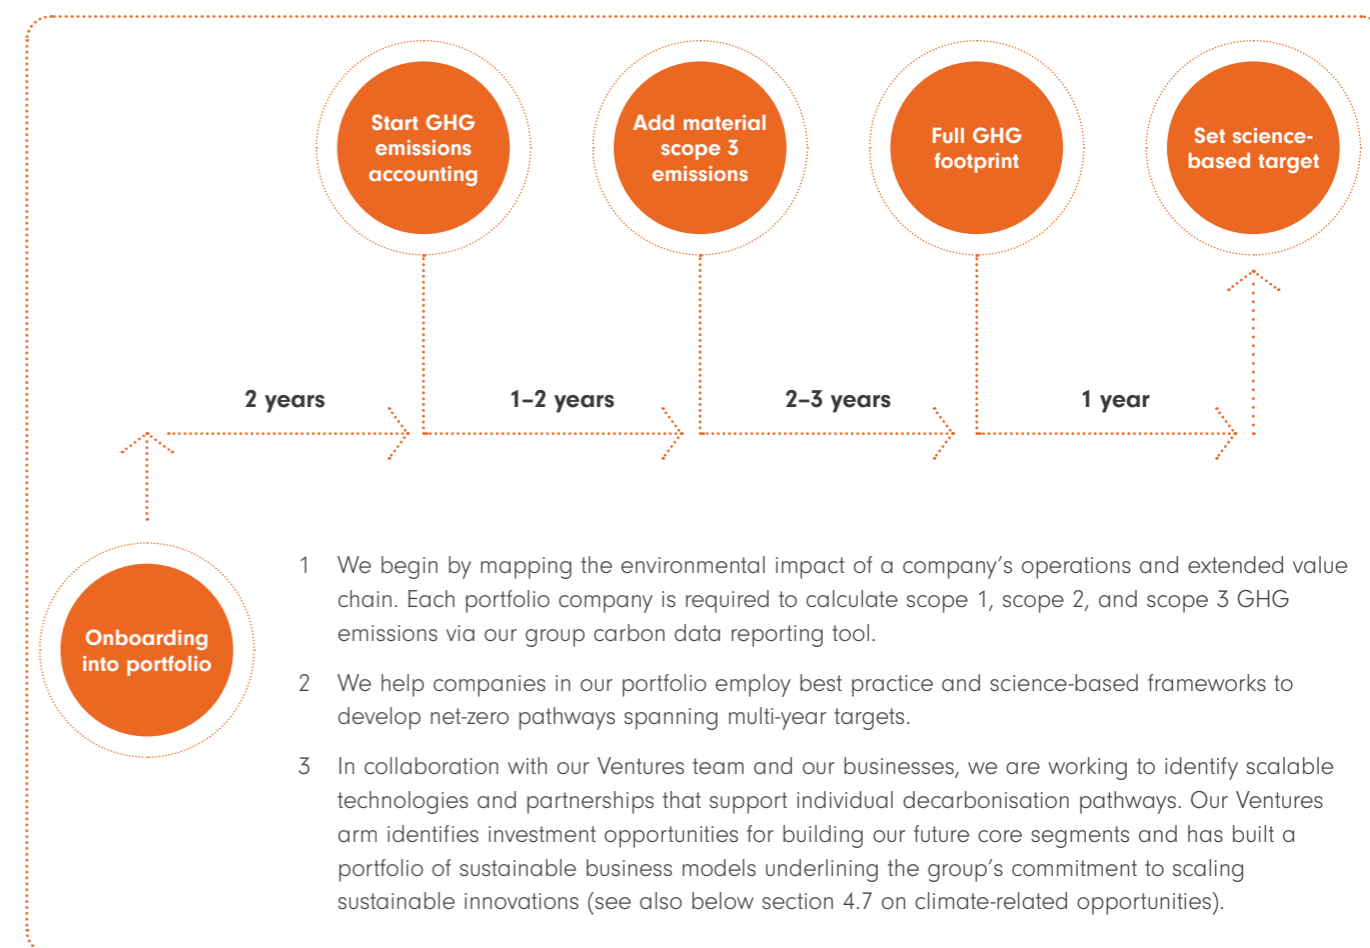 Start GHG
emissions
accounting
Add material
scope 3
emissions
Full GHG
footprint
Set science-
based target
2 years
1–2 years
2–3 years
1 year
Onboarding
into portfolio
1 We begin by mapping the environmental impact of a company’s operations and extended value
chain. Each portfolio company is required to calculate scope 1, scope 2, and scope 3 GHG
emissions via our group carbon data reporting tool.
2 We help companies in our portfolio employ best practice and science-based frameworks to
develop net-zero pathways spanning multi-year targets.
3 In collaboration with our Ventures team and our businesses, we are working to identify scalable
technologies and partnerships that support individual decarbonisation pathways. Our Ventures
arm identifies investment opportunities for building our future core segments and has built a
portfolio of sustainable business models underlining the group’s commitment to scaling
sustainable innovations (see also below section 4.7 on climate-related opportunities).